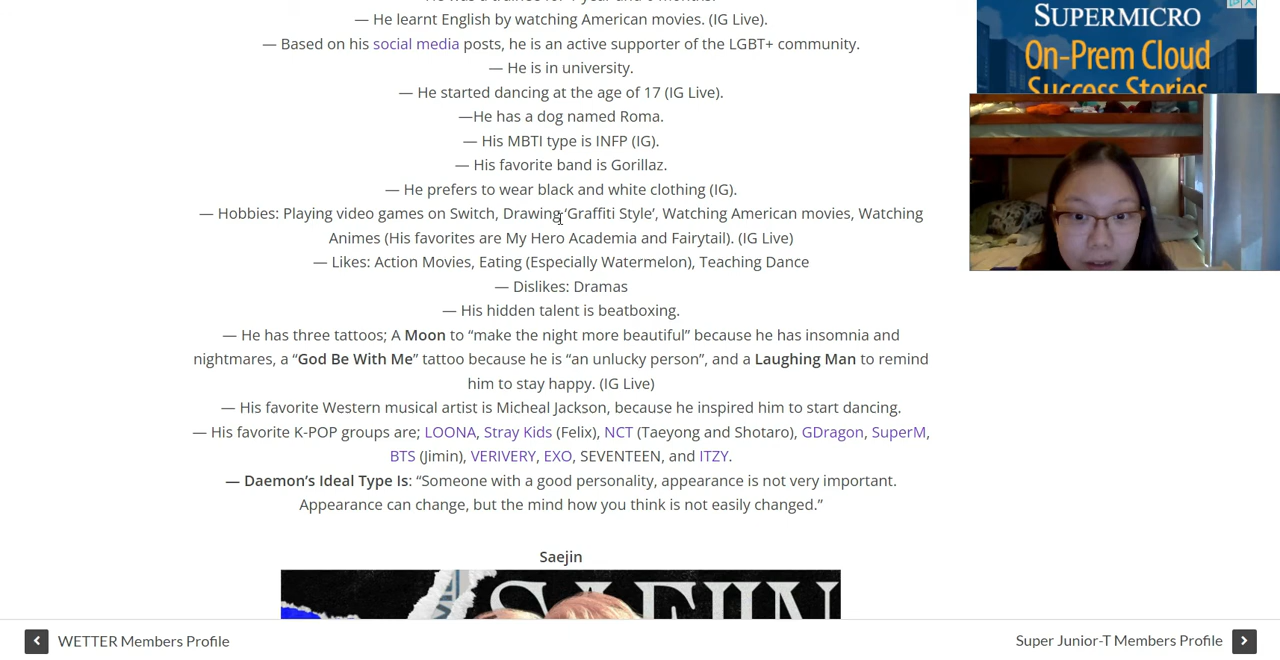 — He learnt English by watching American movies. (IG Live).
— Based on his social media posts, he is an active supporter of the LGBT+ community.
— He is in university.
— He started dancing at the age of 17 (IG Live).
—He has a dog named Roma.
— His MBTI type is INFP (IG).
— His favorite band is Gorillaz.
— He prefers to wear black and white clothing (IG).
— Hobbies: Playing video games on Switch, Drawing ‘Graffiti Style’, Watching American movies, Watching
Animes (His favorites are My Hero Academia and Fairytail). (IG Live)
— Likes: Action Movies, Eating (Especially Watermelon), Teaching Dance
— Dislikes: Dramas
— His hidden talent is beatboxing.
— He has three tattoos; A Moon to “make the night more beautiful” because he has insomnia and
nightmares, a “God Be With Me” tattoo because he is “an unlucky person”, and a Laughing Man to remind
him to stay happy. (IG Live)
— His favorite Western musical artist is Micheal Jackson, because he inspired him to start dancing.
— His favorite K-POP groups are; LOONA, Stray Kids (Felix), NCT (Taeyong and Shotaro), GDragon, SuperM,
BTS (Jimin), VERIVERY, EXO, SEVENTEEN, and ITZY.
— Daemon’s Ideal Type Is: “Someone with a good personality, appearance is not very important.
Appearance can change, but the mind how you think is not easily changed.”
Saejin
SAEJIN
WETTER Members Profile
Super Junior-T Members Profile
SUPERMICRO
On-Prem Cloud
Success Stories